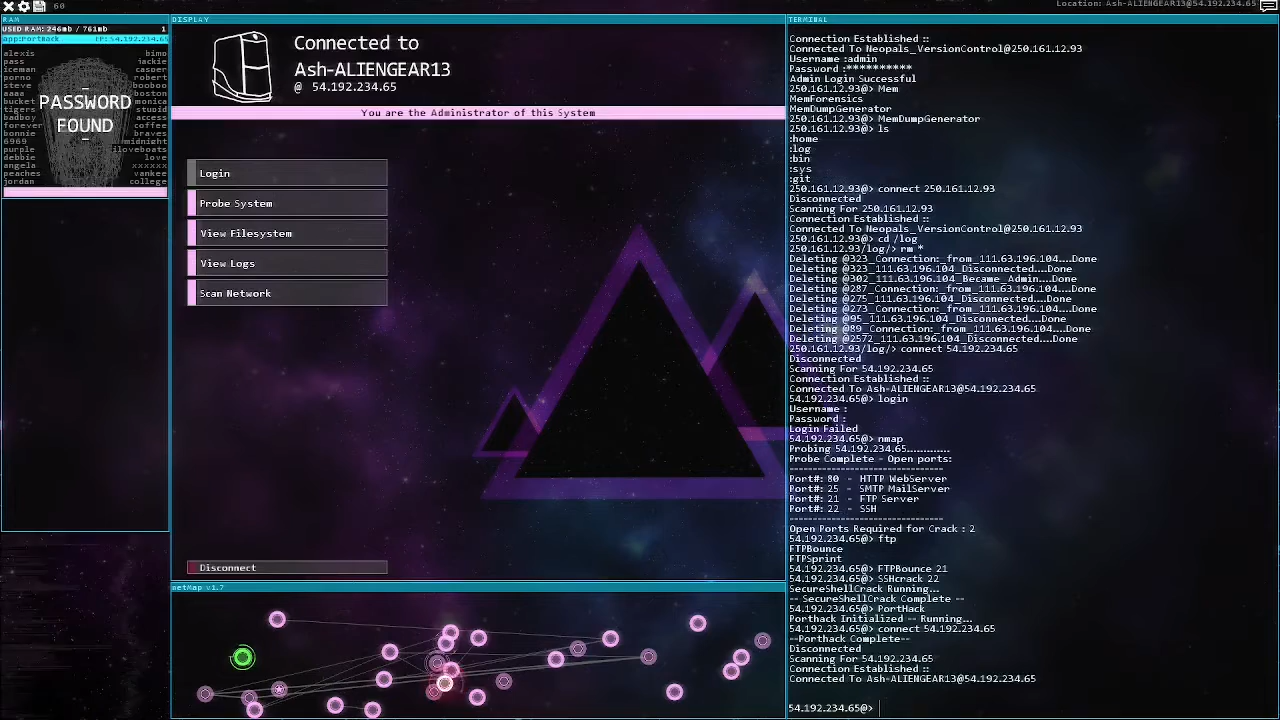 60
Location: Ash-ALIENGEAR13@54.192.234.65
RAM
USED RAM: 246mb / 761mb 1
app:PortHack IP: 54.192.234.65
alexis bimo
pass jackie
iceman casper
porno robert
steve booboo
aaaa boston
bucket monica
tigers stupid
badboy access
forever coffee
bonnie braves
6969 midnight
purple iloveboats
debbie love
angela xxxxxx
peaches yankee
jordan college
PASSWORD
FOUND
DISPLAY
Connected to
Ash-ALIENGEAR13
@ 54.192.234.65
You are the Administrator of this System
Login
Probe System
View Filesystem
View Logs
Scan Network
Disconnect
netMap v1.7
TERMINAL
Connection Established ::
Connected To Neopals_VersionControl@250.161.12.93
Username :admin
Password :**********
Admin Login Successful
250.161.12.93@> Mem
MemForensics
MemDumpGenerator
250.161.12.93@> MemDumpGenerator
250.161.12.93@> ls
:home
:log
:bin
:sys
:git
250.161.12.93@> connect 250.161.12.93
Disconnected
Scanning For 250.161.12.93
Connection Established ::
Connected To Neopals_VersionControl@250.161.12.93
250.161.12.93@> cd /log
250.161.12.93/log/> rm *
Deleting @323_Connection:_from_111.63.196.104....Done
Deleting @323_111.63.196.104_Disconnected....Done
Deleting @302_111.63.196.104_Became_Admin....Done
Deleting @287_Connection:_from_111.63.196.104....Done
Deleting @275_111.63.196.104_Disconnected....Done
Deleting @273_Connection:_from_111.63.196.104....Done
Deleting @95_111.63.196.104_Disconnected....Done
Deleting @89_Connection:_from_111.63.196.104....Done
Deleting @2572_111.63.196.104_Disconnected....Done
250.161.12.93/log/> connect 54.192.234.65
Disconnected
Scanning For 54.192.234.65
Connection Established ::
Connected To Ash-ALIENGEAR13@54.192.234.65
54.192.234.65@> login
Username :
Password :
Login Failed
54.192.234.65@> nmap
Probing 54.192.234.65.............
Probe Complete - Open ports:
---------------------------------
Port#: 80 - HTTP WebServer
Port#: 25 - SMTP MailServer
Port#: 21 - FTP Server
Port#: 22 - SSH
---------------------------------
Open Ports Required for Crack : 2
54.192.234.65@> ftp
FTPBounce
FTPSprint
54.192.234.65@> FTPBounce 21
54.192.234.65@> SSHcrack 22
SecureShellCrack Running...
-- SecureShellCrack Complete --
54.192.234.65@> PortHack
Porthack Initialized -- Running...
54.192.234.65@> connect 54.192.234.65
--Porthack Complete--
Disconnected
Scanning For 54.192.234.65
Connection Established ::
Connected To Ash-ALIENGEAR13@54.192.234.65
54.192.234.65@>